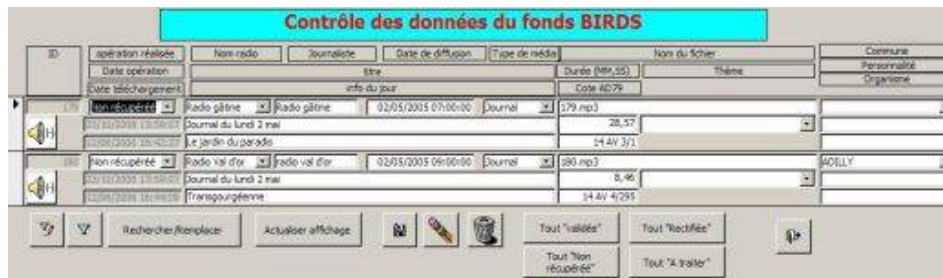 Contrôle des données du fonds BIRDS
ID opération réalisée Nom radio Journaliste Date de diffusion Type de média Nom du fichier Commune
Date opération titre Durée (MM,SS) Thème Personnalité
Date téléchargement info du jour Cote AD79 Organisme
179 Non récupérée Radio gâtine Radio gâtine 02/05/2005 07:00:00 Journal 179.mp3
Journal du lundi 2 mai 28,57
Le jardin du paradis 14 AV 3/1
180 Non récupérée Radio Val d'or radio val d'or 02/05/2005 09:00:00 Journal 180.mp3 ADILLY
Journal du lundi 2 mai 8,46
Transgourgéenne 14 AV 4/295
Rechercher/Remplacer Actualiser affichage Tout "validée" Tout "Rectifiée"
Tout "Non récupéréé" Tout "A traiter"